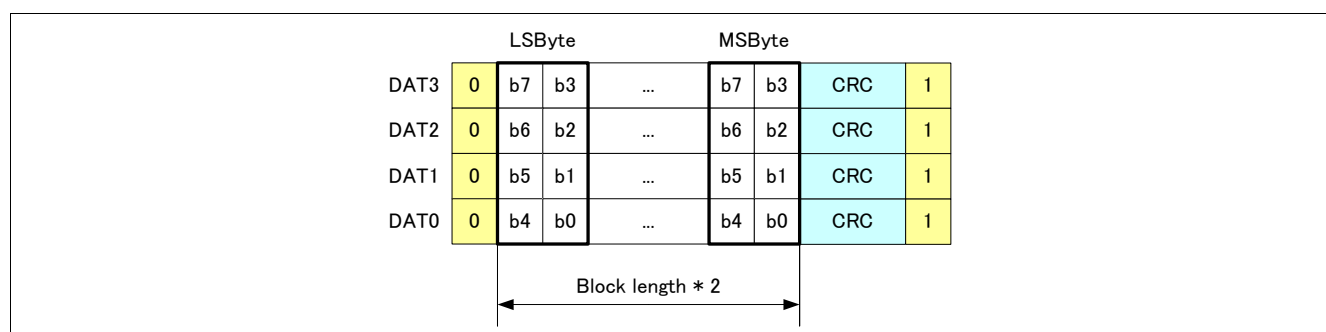 LSByte MSByte
DAT3 0 b7 b3 ... b7 b3 CRC 1
DAT2 0 b6 b2 ... b6 b2 CRC 1
DAT1 0 b5 b1 ... b5 b1 CRC 1
DAT0 0 b4 b0 ... b4 b0 CRC 1
Block length * 2